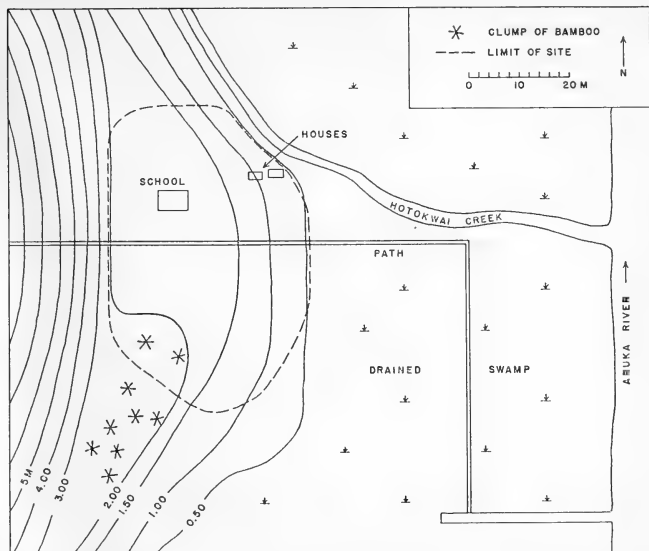 CLUMP OF BAMBOO
LIMIT OF SITE
0 10 20 M
N
HOUSES
SCHOOL
HOTOKWAI CREEK
PATH
DRAINED SWAMP
ARUKA RIVER
5M
4.00
3.00
2.00
1.50
1.00
0.50